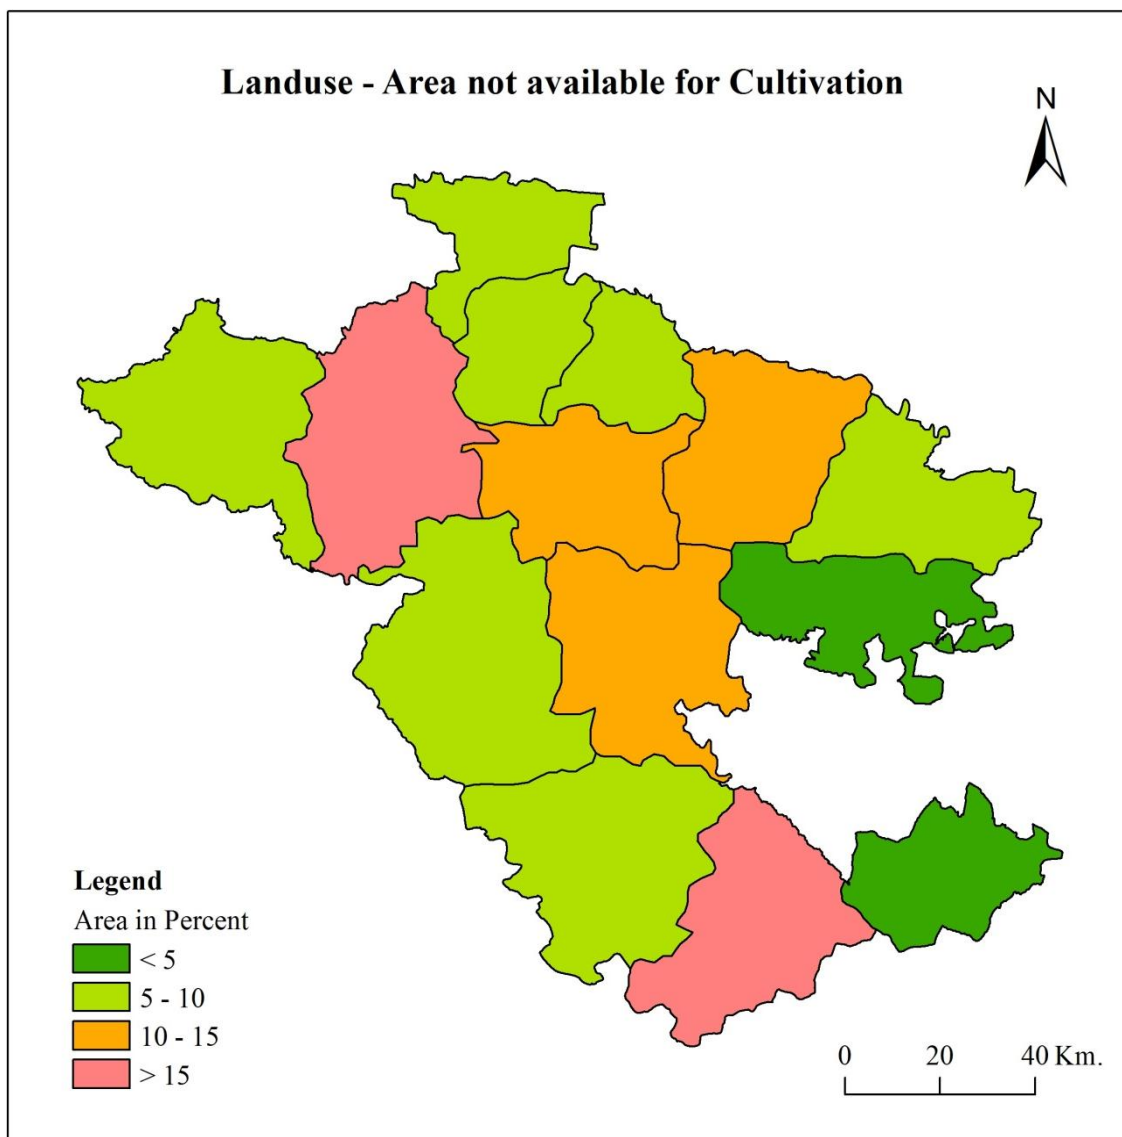 Landuse - Area not available for Cultivation
N
Legend
Area in Percent
< 5
5 - 10
10 - 15
> 15
0 20 40 Km.